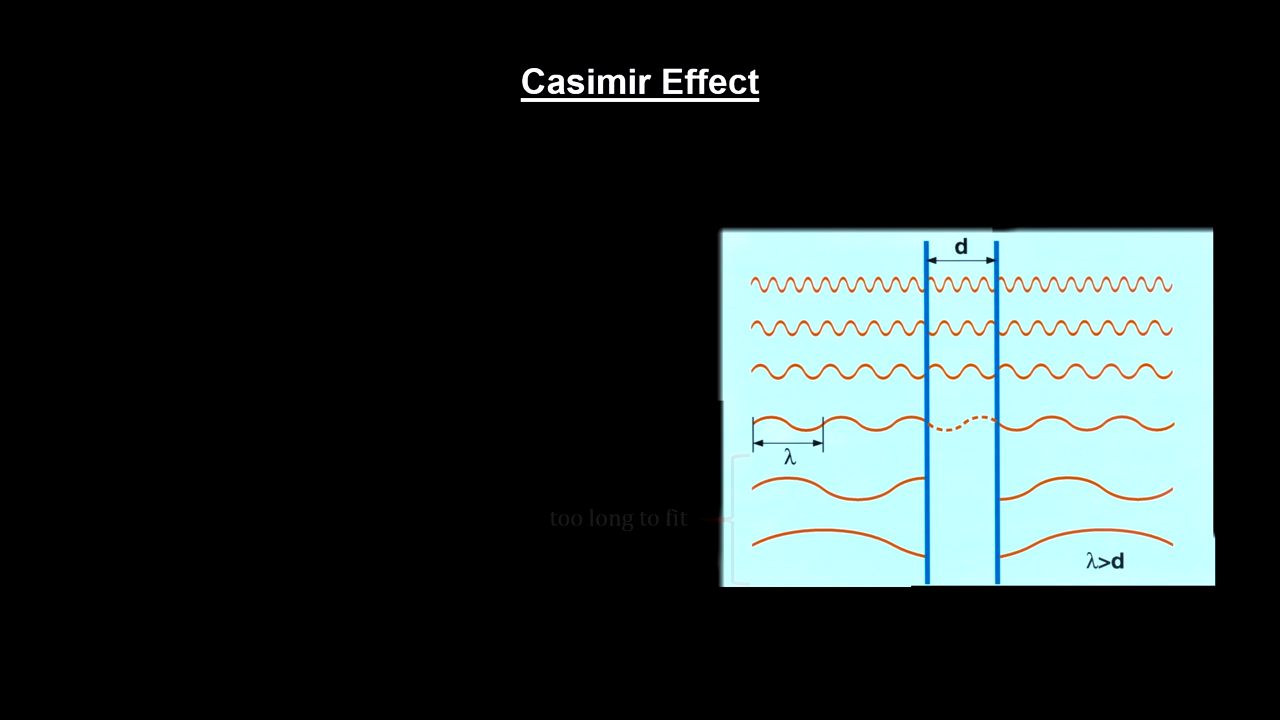 Casimir Effect
d
λ
too long to fit
λ>d